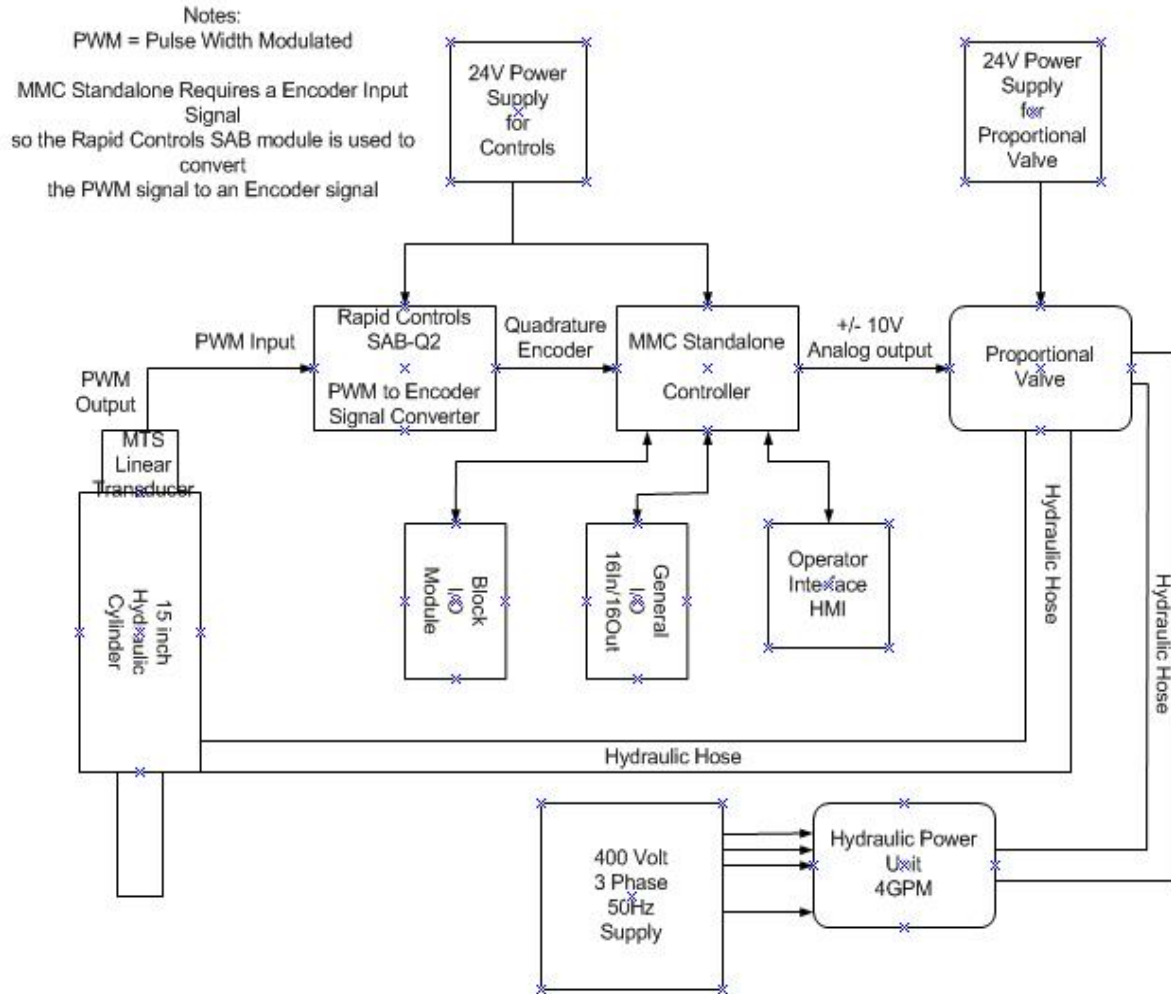 Notes:
PWM = Pulse Width Modulated
MMC Standalone Requires a Encoder Input
Signal
so the Rapid Controls SAB module is used to
convert
the PWM signal to an Encoder signal
24V Power
Supply
for
Controls
24V Power
Supply
for
Proportional
Valve
PWM Output
PWM Input
Rapid Controls
SAB-Q2
PWM to Encoder
Signal Converter
Quadrature
Encoder
MMC Standalone
Controller
+/- 10V
Analog output
Proportional
Valve
MTS
Linear
Transducer
15 inch
Hydraulic
Cylinder
Block
I/O
Module
General
I/O
16In/16Out
Operator
Interface
HMI
Hydraulic Hose
Hydraulic Hose
Hydraulic Hose
400 Volt
3 Phase
50Hz
Supply
Hydraulic Power
Unit
4GPM